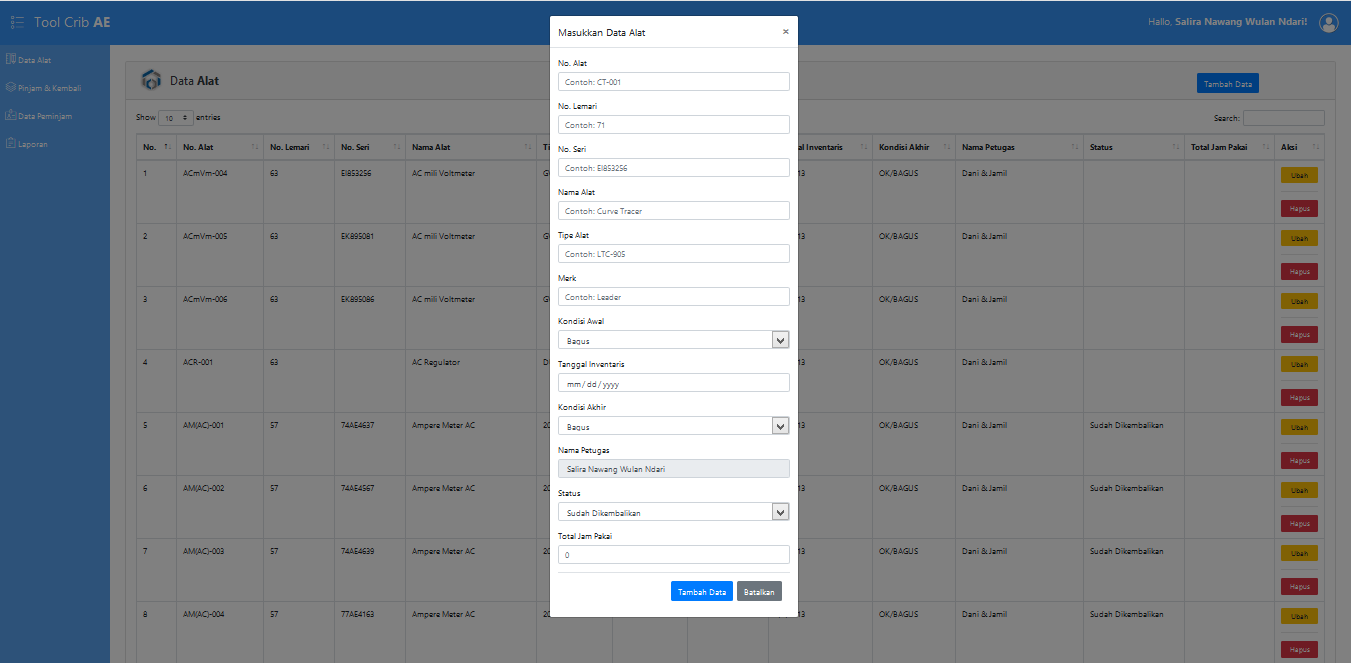 Tool Crib AE
Hallo, Salira Nawang Wulan Ndari!
Data Alat
Pinjam & Kembali
Data Peminjam
Laporan
Data Alat
Tambah Data
Show 10 entries
Search:
No. No. Alat No. Lemari No. Seri Nama Alat al Inventaris Kondisi Akhir Nama Petugas Status Total Jam Pakai Aksi
1 ACmVm-004 63 EI853256 AC mili Voltmeter 13 OK/BAGUS Dani & Jamil Ubah
Hapus
2 ACmVm-005 63 EK895081 AC mili Voltmeter 13 OK/BAGUS Dani & Jamil Ubah
Hapus
3 ACmVm-006 63 EK895086 AC mili Voltmeter 13 OK/BAGUS Dani & Jamil Ubah
Hapus
4 ACR-001 63 AC Regulator 13 OK/BAGUS Dani & Jamil Ubah
Hapus
5 AM(AC)-001 57 74AE4637 Ampere Meter AC 20 13 OK/BAGUS Dani & Jamil Sudah Dikembalikan Ubah
Hapus
6 AM(AC)-002 57 74AE4567 Ampere Meter AC 20 13 OK/BAGUS Dani & Jamil Sudah Dikembalikan Ubah
Hapus
7 AM(AC)-003 57 74AE4639 Ampere Meter AC 20 13 OK/BAGUS Dani & Jamil Sudah Dikembalikan Ubah
Hapus
8 AM(AC)-004 57 77AE4163 Ampere Meter AC 20 13 OK/BAGUS Dani & Jamil Sudah Dikembalikan Ubah
Hapus
Masukkan Data Alat ×
No. Alat
Contoh: CT-001
No. Lemari
Contoh: 71
No. Seri
Contoh: EI853256
Nama Alat
Contoh: Curve Tracer
Tipe Alat
Contoh: LTC-905
Merk
Contoh: Leader
Kondisi Awal
Bagus
Tanggal Inventaris
mm/dd/yyyy
Kondisi Akhir
Bagus
Nama Petugas
Salira Nawang Wulan Ndari
Status
Sudah Dikembalikan
Total Jam Pakai
0
Tambah Data Batalkan